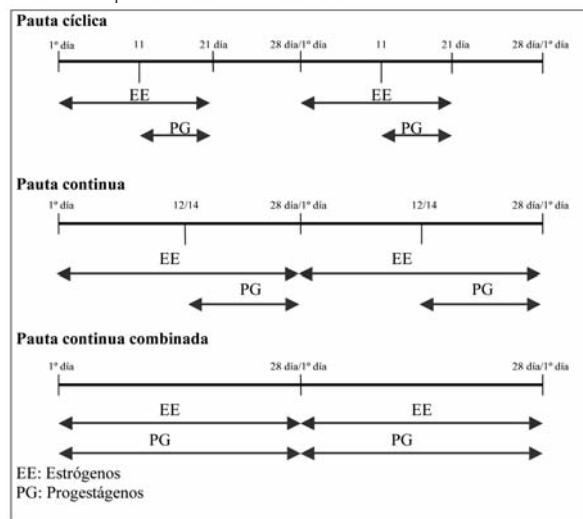 Pauta cíclica
1º día 11 21 día 28 día/1º día 11 21 día 28 día/1º día
EE EE
PG PG
Pauta continua
1º día 12/14 28 día/1º día 12/14 28 día/1º día
EE EE
PG PG
Pauta continua combinada
1º día 28 día/1º día 28 día/1º día
EE EE
PG PG
EE: Estrógenos
PG: Progestágenos